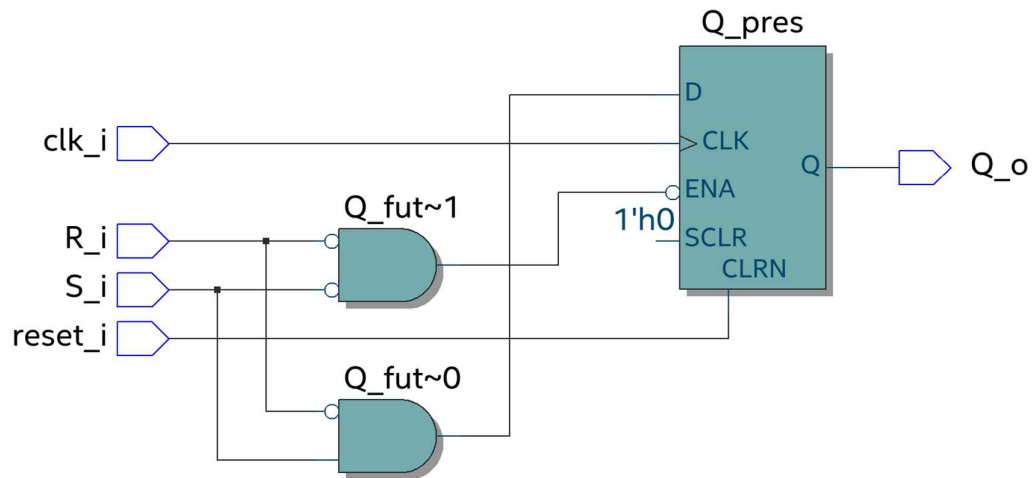 Q_pres
D
clk_i
CLK
Q
Q_o
ENA
Q_fut~1
1'h0
R_i
SCLR
CLRN
S_i
reset_i
Q_fut~0